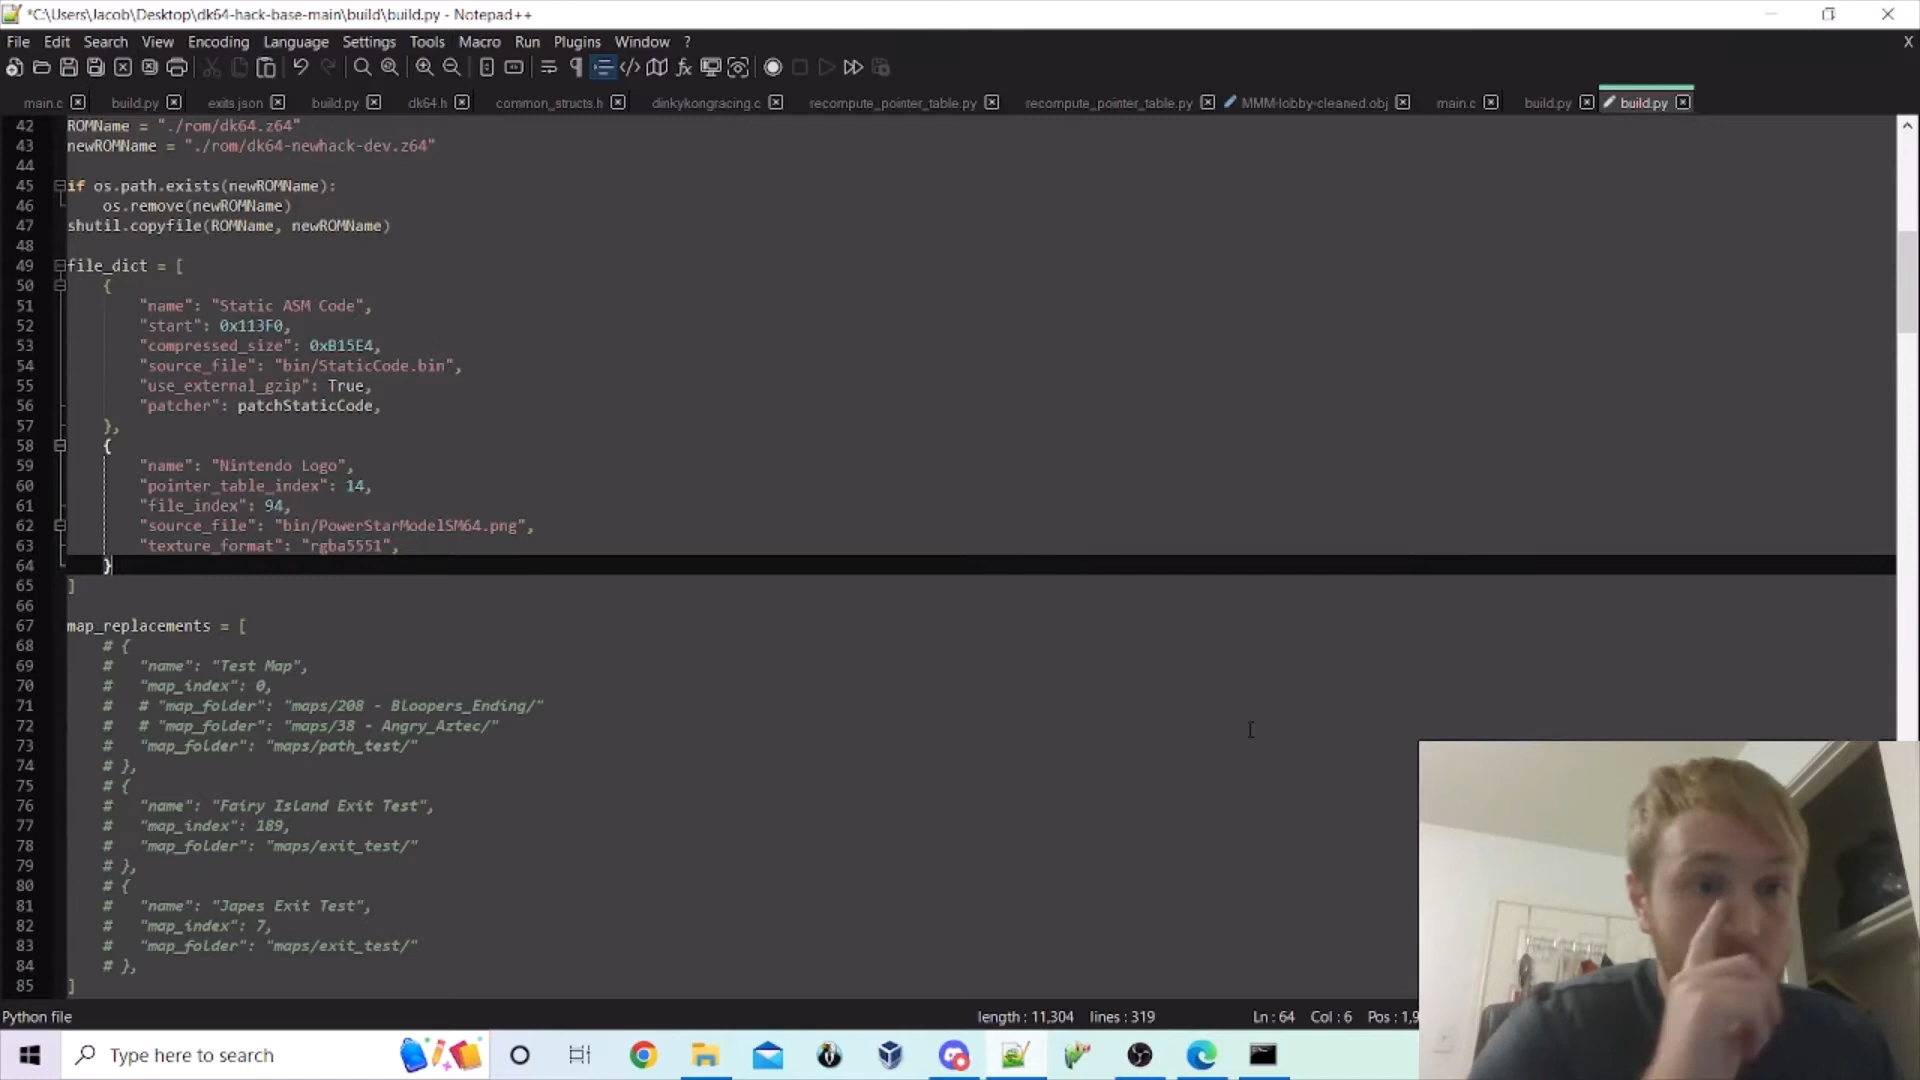 *C:\Users\Jacob\Desktop\dk64-hack-base-main\build\build.py - Notepad++
File Edit Search View Encoding Language Settings Tools Macro Run Plugins Window ? X
main.c build.py exits.json build.py dk64.h common_structs.h dinkykongracing.c recompute_pointer_table.py recompute_pointer_table.py MMM-lobby-cleaned.obj main.c build.py build.py
42 ROMName = "./rom/dk64.z64"
43 newROMName = "./rom/dk64-newhack-dev.z64"
44
45 if os.path.exists(newROMName):
46 os.remove(newROMName)
47 shutil.copyfile(ROMName, newROMName)
48
49 file_dict = [
50 {
51 "name": "Static ASM Code",
52 "start": 0x113F0,
53 "compressed_size": 0xB15E4,
54 "source_file": "bin/StaticCode.bin",
55 "use_external_gzip": True,
56 "patcher": patchStaticCode,
57 },
58 {
59 "name": "Nintendo Logo",
60 "pointer_table_index": 14,
61 "file_index": 94,
62 "source_file": "bin/PowerStarModelSM64.png",
63 "texture_format": "rgba5551",
64 }
65 ]
66
67 map_replacements = [
68 # {
69 # "name": "Test Map",
70 # "map_index": 0,
71 # # "map_folder": "maps/208 - Bloopers_Ending/"
72 # # "map_folder": "maps/38 - Angry_Aztec/"
73 # "map_folder": "maps/path_test/"
74 # },
75 # {
76 # "name": "Fairy Island Exit Test",
77 # "map_index": 189,
78 # "map_folder": "maps/exit_test/"
79 # },
80 # {
81 # "name": "Japes Exit Test",
82 # "map_index": 7,
83 # "map_folder": "maps/exit_test/"
84 # },
85 ]
Python file length : 11,304 lines : 319 Ln : 64 Col : 6 Pos : 1,9
Type here to search